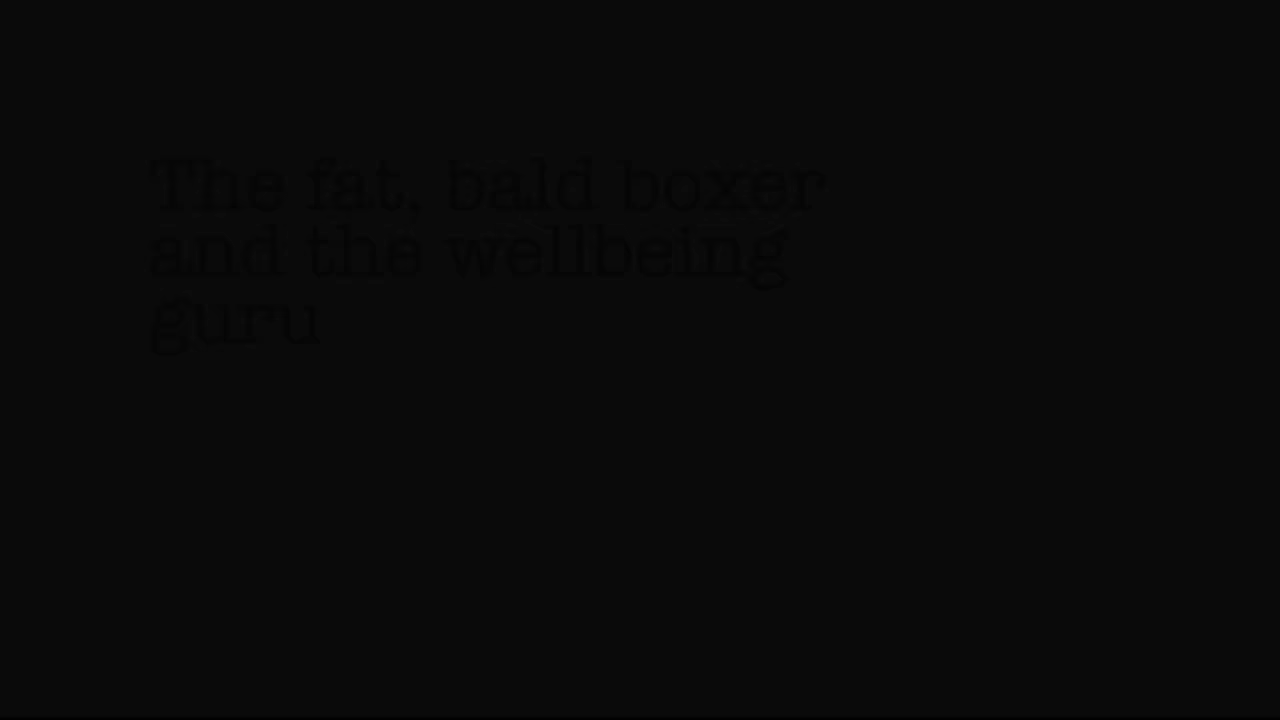 The fat, bald boxer
and the wellbeing
guru